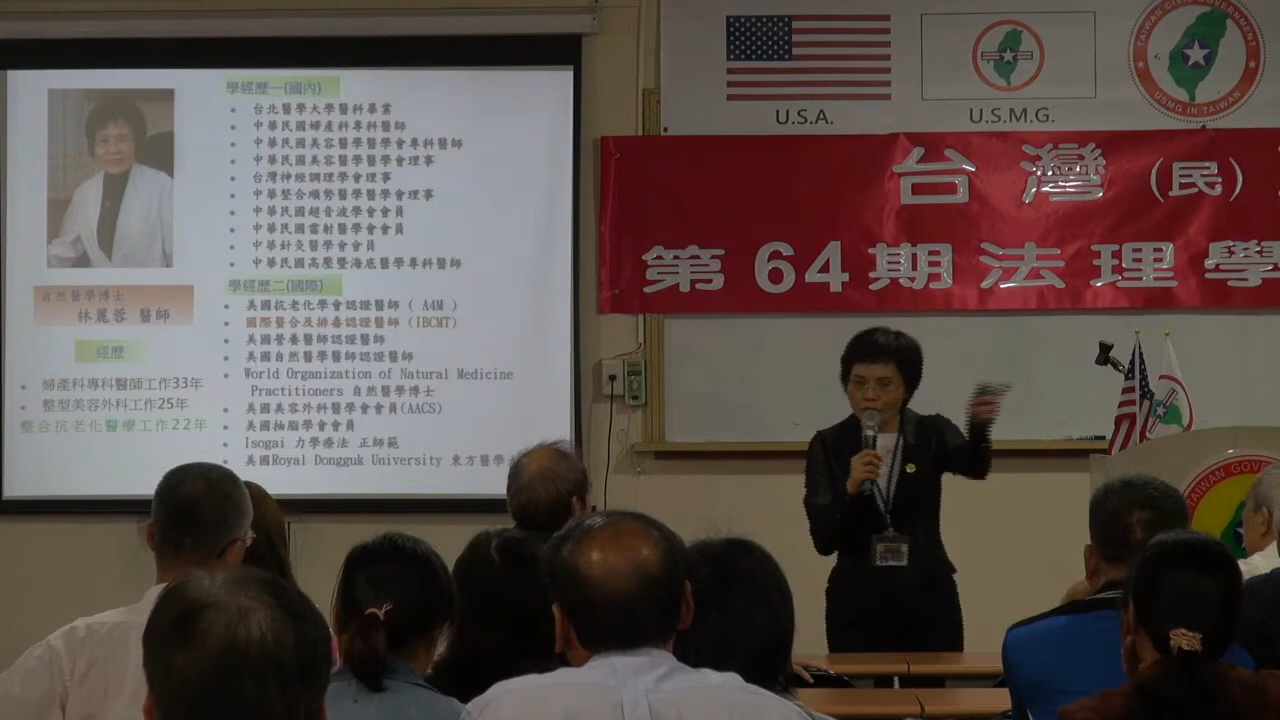 學經歷一(國內)
台北醫學大學醫科畢業
中華民國婦產科專科醫師
中華民國美容醫學醫學會專科醫師
中華民國美容醫學醫學會理事
台灣神經調理學會理事
中華整合順勢醫學醫學會理事
中華民國超音波學會會員
中華民國雷射醫學會會員
中華針灸醫學會會員
中華民國高壓暨海底醫學專科醫師
學經歷二(國際)
美國抗老化學會認證醫師 ( A4M )
國際螯合及排毒認證醫師 (IBCMT)
美國營養醫師認證醫師
美國自然醫學醫師認證醫師
World Organization of Natural Medicine
Practitioners 自然醫學博士
美國美容外科醫學會會員(AACS)
美國抽脂學會會員
Isogai 力學療法 正師範
美國Royal Dongguk University 東方醫學
自然醫學博士
林麗蓉 醫師
經歷
婦產科專科醫師工作33年
整型美容外科工作25年
整合抗老化醫療工作22年
U.S.A.
U.S.M.G.
TAIWAN CIVIL GOVERNMENT
USMG IN TAIWAN
台灣(民)
第64期法理學
TAIWAN GOVER